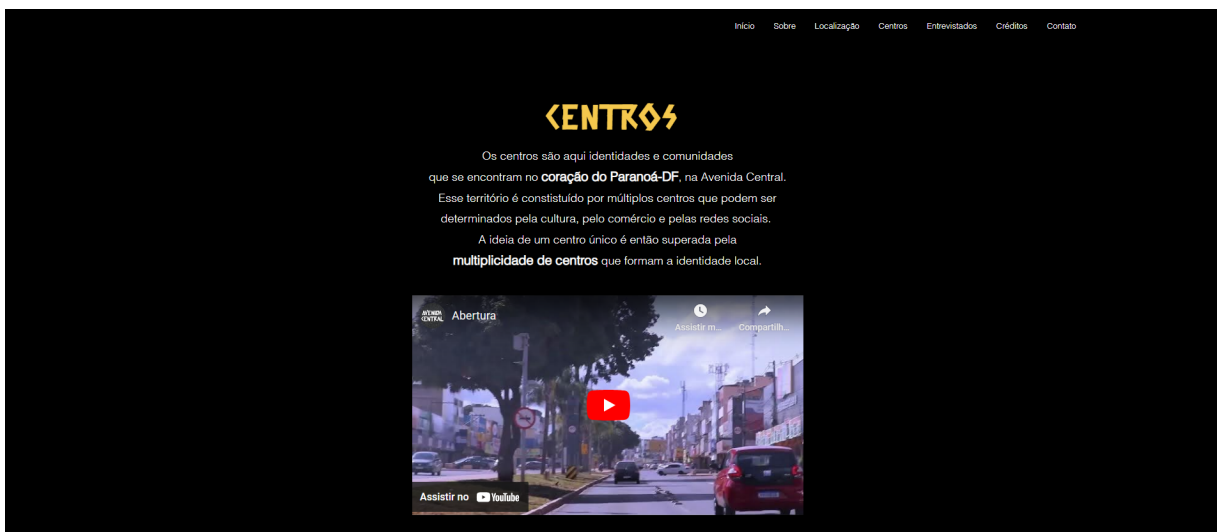 Início Sobre Localização Centros Entrevistados Créditos Contato
CENTROS
Os centros são aqui identidades e comunidades
que se encontram no coração do Paranoá-DF, na Avenida Central.
Esse território é constistuído por múltiplos centros que podem ser
determinados pela cultura, pelo comércio e pelas redes sociais.
A ideia de um centro único é então superada pela
multiplicidade de centros que formam a identidade local.
AVENIDA
CENTRAL
Abertura
Assistir m... Compartilh...
Assistir no YouTube